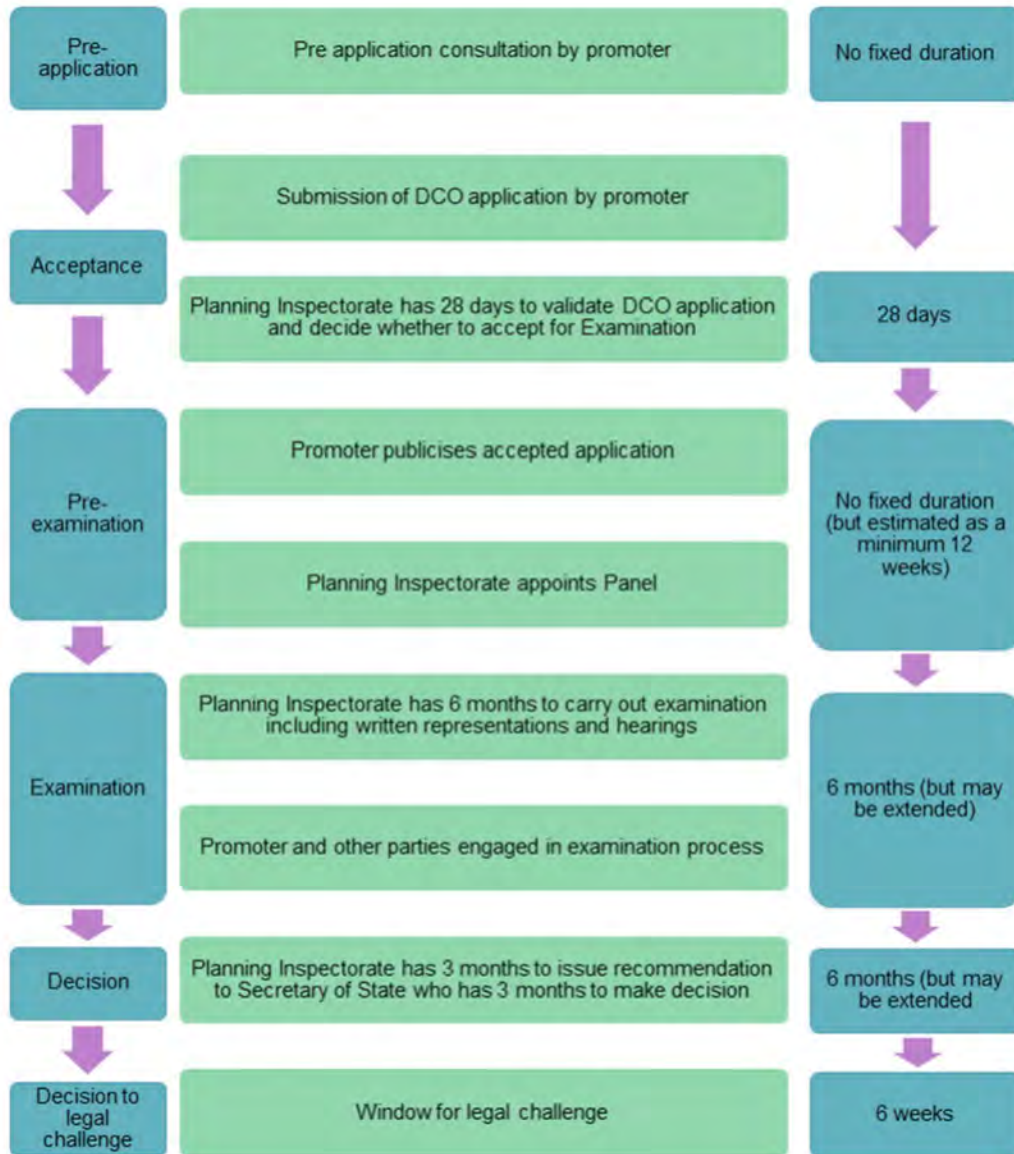 Pre-
application
Pre application consultation by promoter
No fixed duration
Submission of DCO application by promoter
Acceptance
Planning Inspectorate has 28 days to validate DCO application
and decide whether to accept for Examination
28 days
Pre-
examination
Promoter publicises accepted application
Planning Inspectorate appoints Panel
No fixed duration
(but estimated as a
minimum 12
weeks)
Examination
Planning Inspectorate has 6 months to carry out examination
including written representations and hearings
Promoter and other parties engaged in examination process
6 months (but may
be extended)
Decision
Planning Inspectorate has 3 months to issue recommendation
to Secretary of State who has 3 months to make decision
6 months (but may
be extended
Decision to
legal
challenge
Window for legal challenge
6 weeks